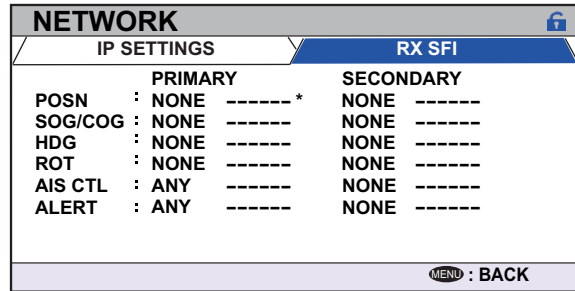 NETWORK
IP SETTINGS RX SFI
PRIMARY SECONDARY
POSN : NONE ------ * NONE ------
SOG/COG : NONE ------ NONE ------
HDG : NONE ------ NONE ------
ROT : NONE ------ NONE ------
AIS CTL : ANY ------ NONE ------
ALERT : ANY ------ NONE ------
MENU : BACK